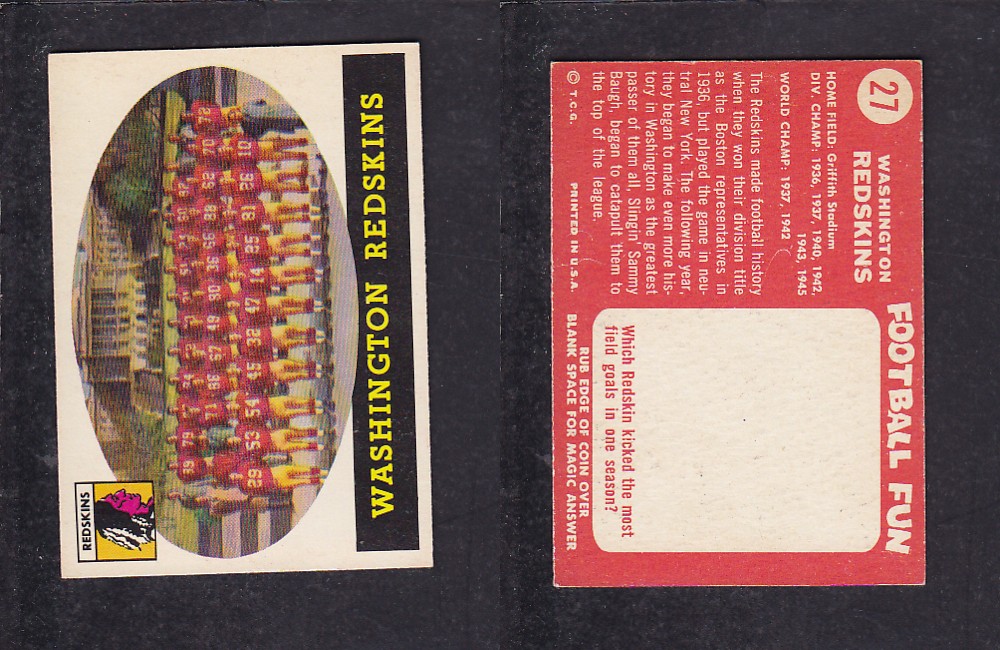 WASHINGTON REDSKINS
REDSKINS
27
WASHINGTON
REDSKINS
HOME FIELD: Griffith Stadium
DIV. CHAMP. 1936, 1937, 1940, 1942,
1943, 1945
WORLD CHAMP: 1937, 1942
The Redskins made football history
when they won their division title
as the Boston representatives in
1936, but played the game in neu-
tral New York. The following year,
they began to make even more his-
tory in Washington as the greatest
passer of them all, Slingin' Sammy
Baugh, began to catapult them to
the top of the league.
© T.C.G. PRINTED IN U.S.A.
FOOTBALL FUN
Which Redskin kicked the most
field goals in one season?
RUB EDGE OF COIN OVER
BLANK SPACE FOR MAGIC ANSWER